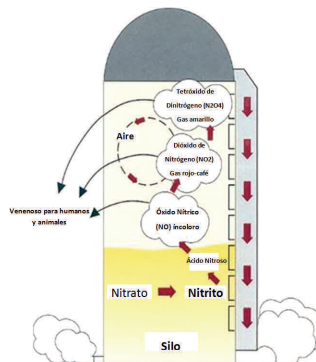 Tetróxido de
Dinitrógeno (N2O4)
Gas amarillo
Aire
Dióxido de
Nitrógeno (NO2)
Gas rojo-café
Venenoso para humanos
y animales
Óxido Nítrico
(NO) incoloro
Ácido Nitroso
Nitrato
Nitrito
Silo